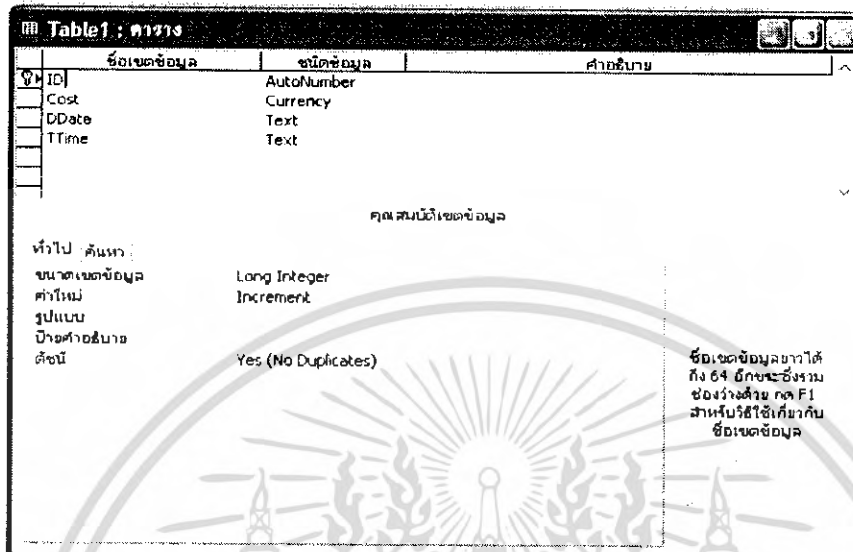 Table1 : ตาราง
ชื่อเขตข้อมูล ชนิดข้อมูล คำอธิบาย
ID AutoNumber
Cost Currency
DDate Text
TTime Text
คุณสมบัติเขตข้อมูล
ทั่วไป ค้นหา
ขนาดเขตข้อมูล Long Integer
ค่าใหม่ Increment
รูปแบบ
ป้ายคำอธิบาย
ดัชนี Yes (No Duplicates)
ชื่อเขตข้อมูลยาวได้
ถึง 64 อักขระซึ่งรวม
ช่องว่างด้วย กด F1
สำหรับวิธีใช้เกี่ยวกับ
ชื่อเขตข้อมูล